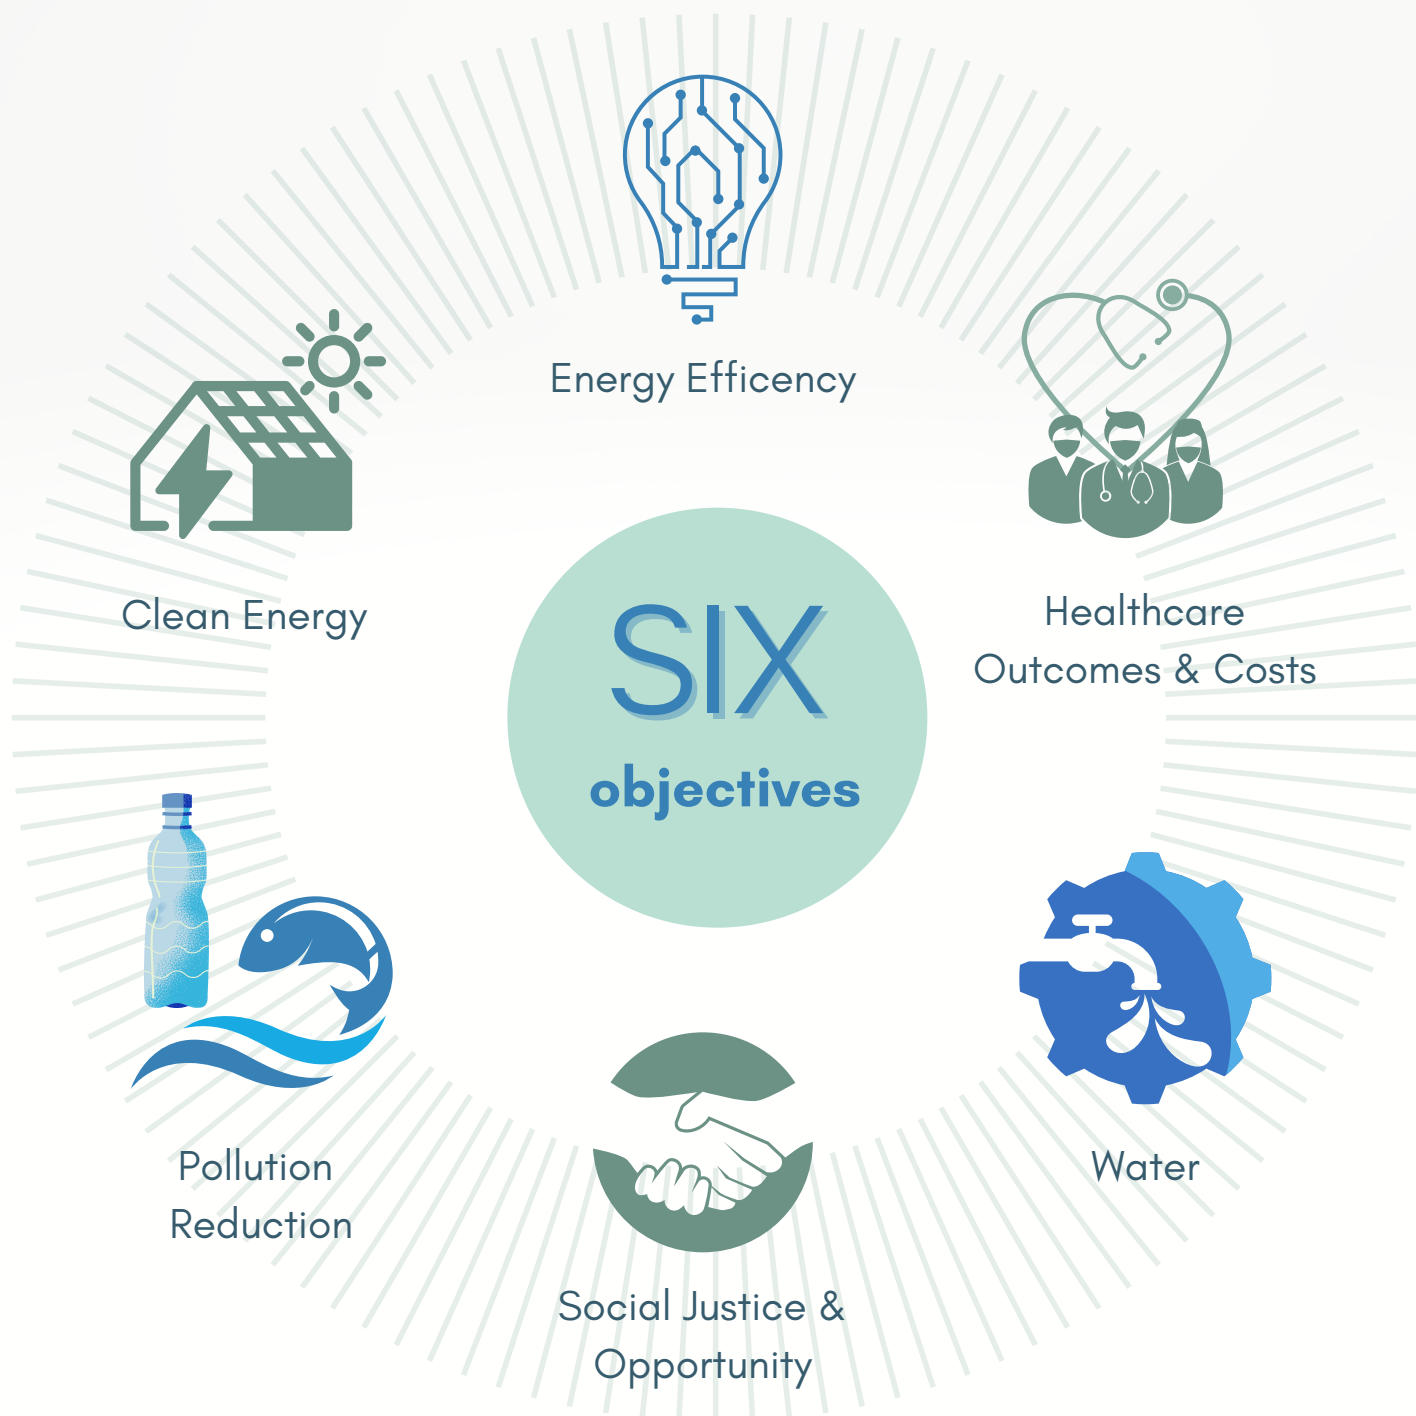 Energy Efficency
Clean Energy
Healthcare
Outcomes & Costs
SIX
objectives
Pollution
Reduction
Water
Social Justice &
Opportunity